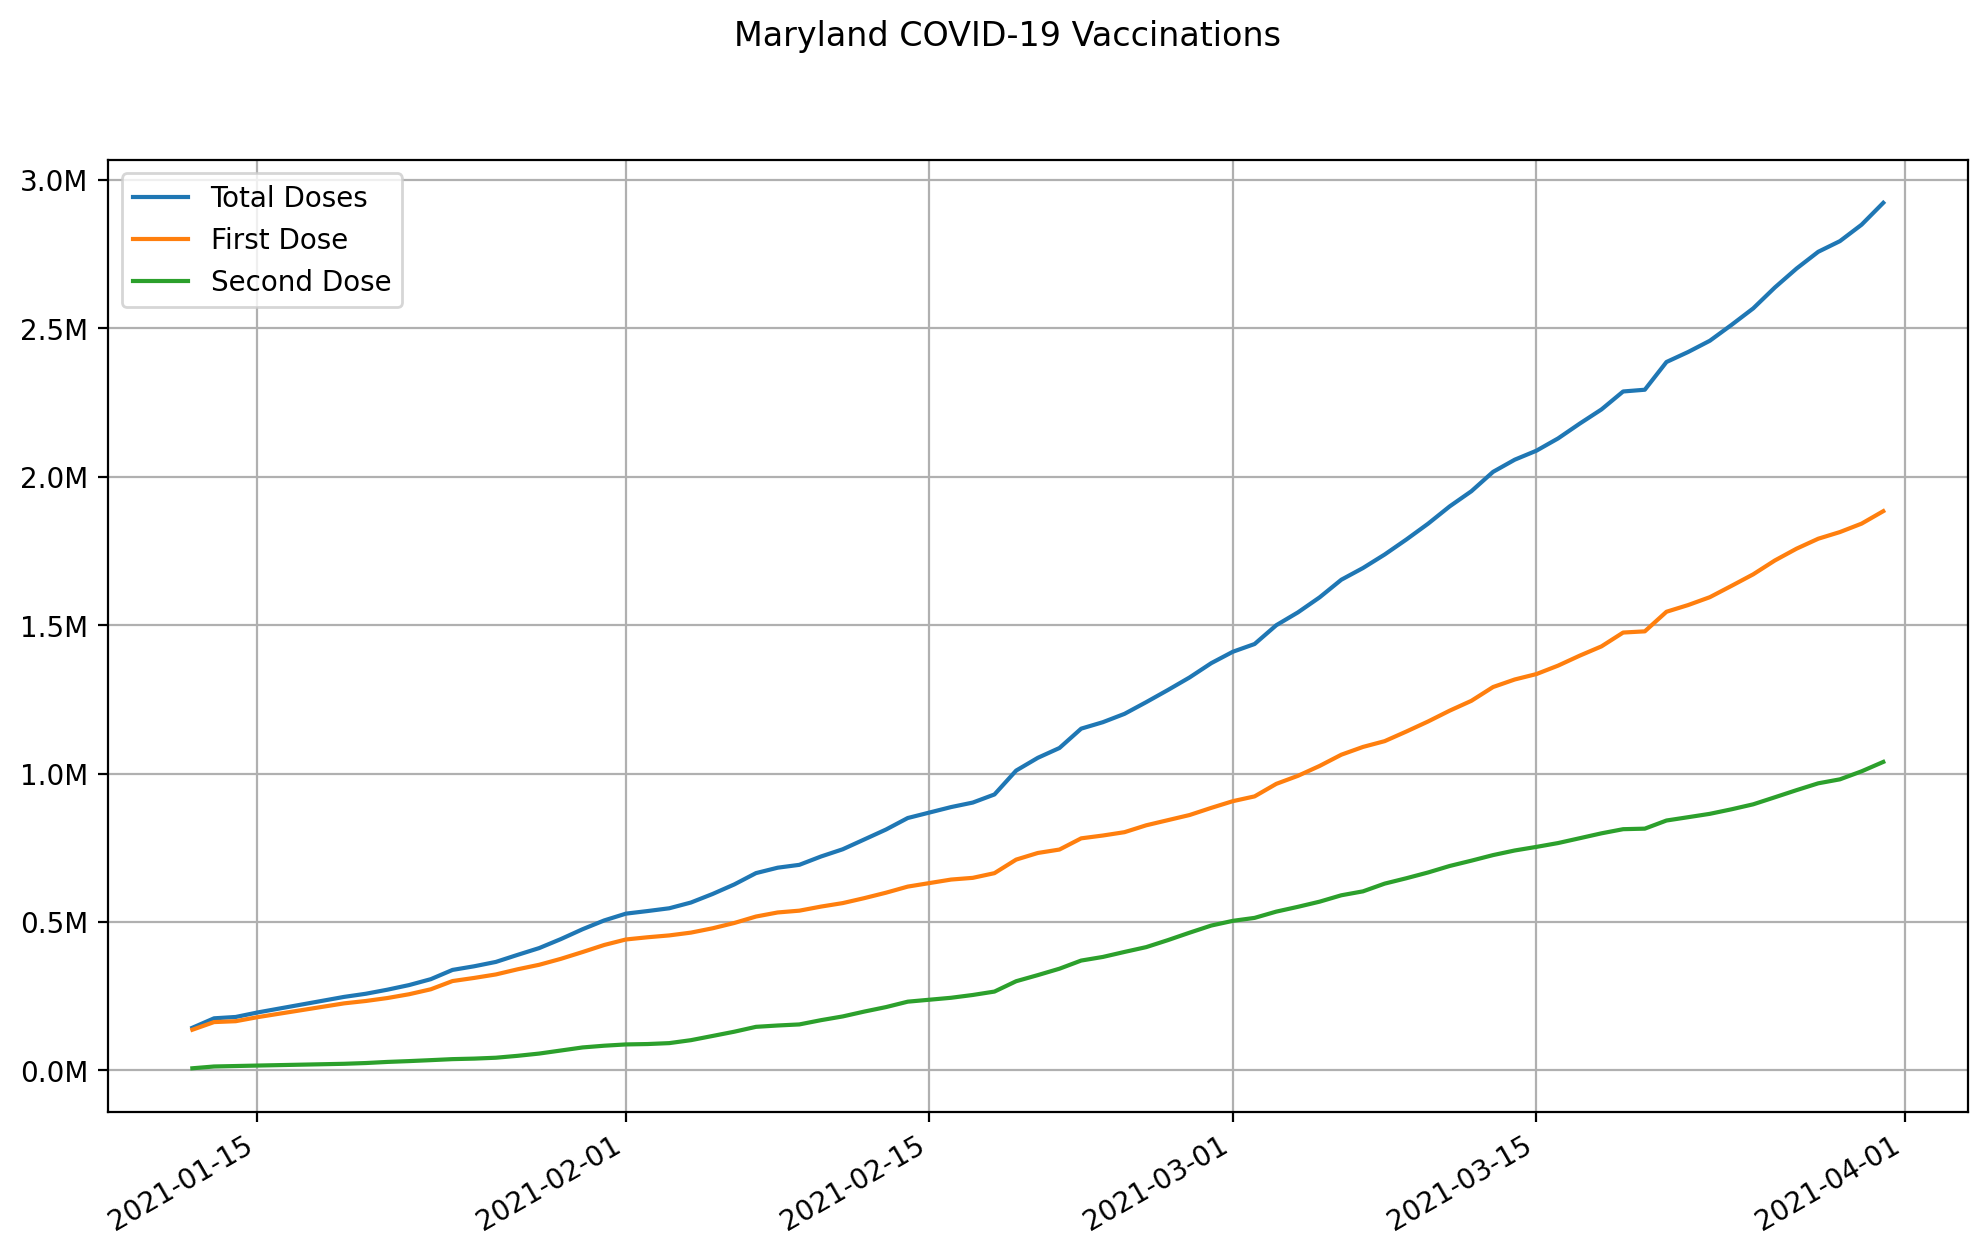 Maryland COVID-19 Vaccinations
3.0M
2.5M
2.0M
1.5M
1.0M
0.5M
0.0M
Total Doses
First Dose
Second Dose
2021-01-15
2021-02-01
2021-02-15
2021-03-01
2021-03-15
2021-04-01